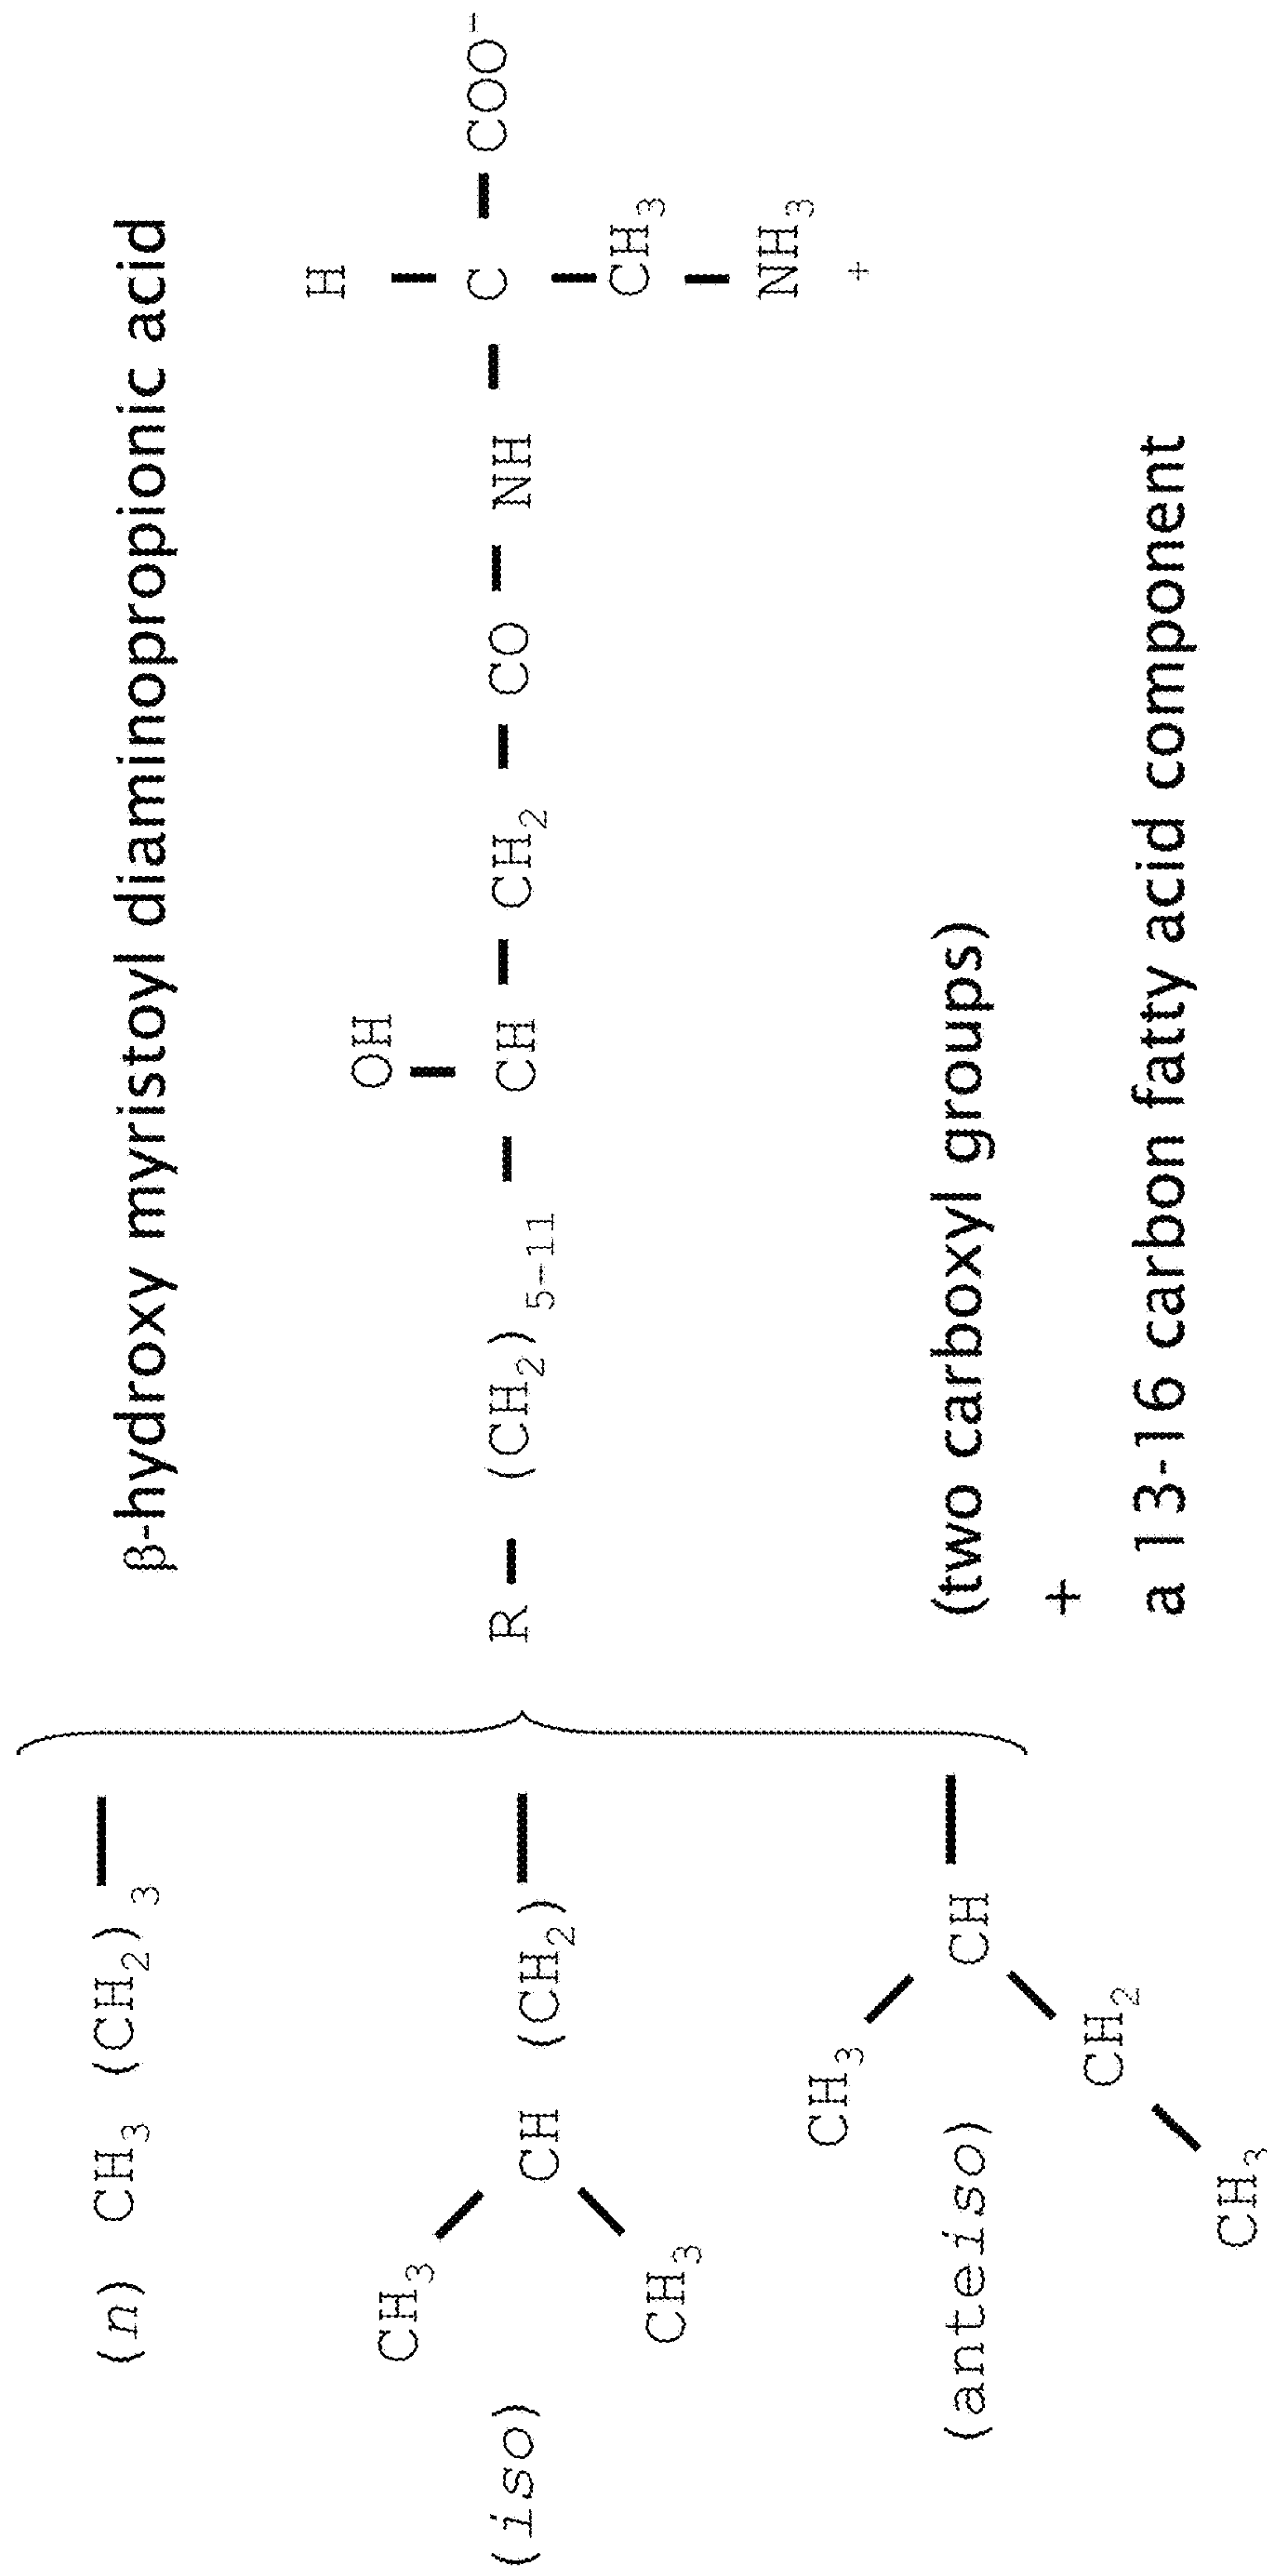 β-hydroxy myristoyl diaminopropionic acid
(n) CH₃ (CH₂)₃
OH
H
CH₃
(iso)
CH (CH₂)
R – (CH₂)₅₋₁₁ – CH – CH₂ – CO – NH – C – COO⁻
CH₃
CH₃
NH₃
+
CH₃
(anteiso)
CH
CH₂
CH₃
(two carboxyl groups)
+
a 13-16 carbon fatty acid component